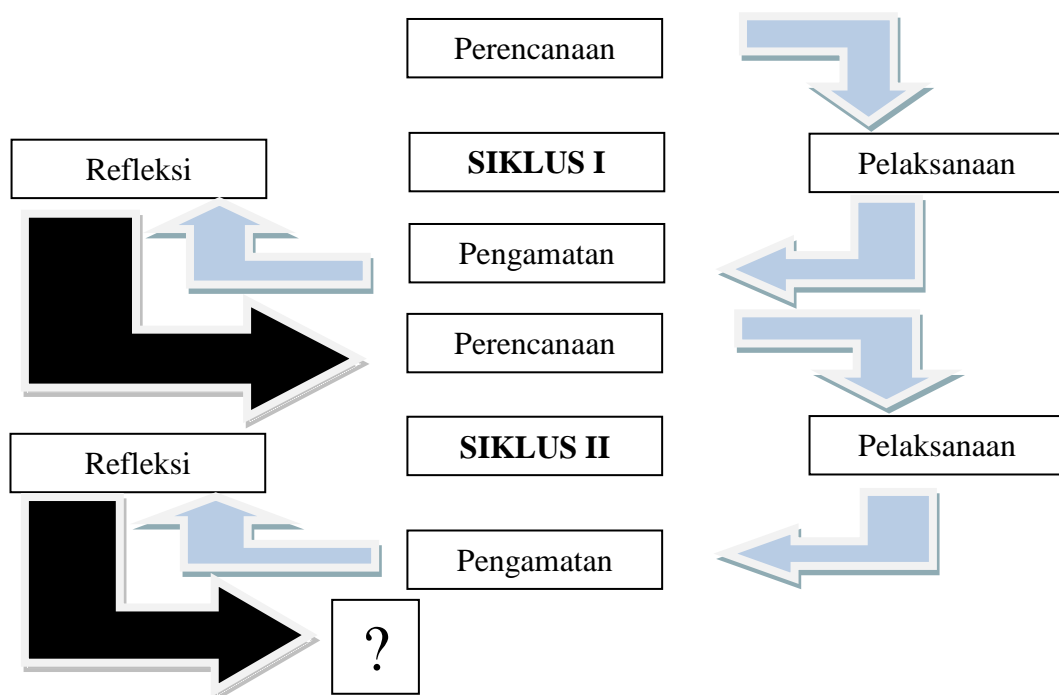 Perencanaan
Refleksi
SIKLUS I
Pelaksanaan
Pengamatan
Perencanaan
Refleksi
SIKLUS II
Pelaksanaan
Pengamatan
?